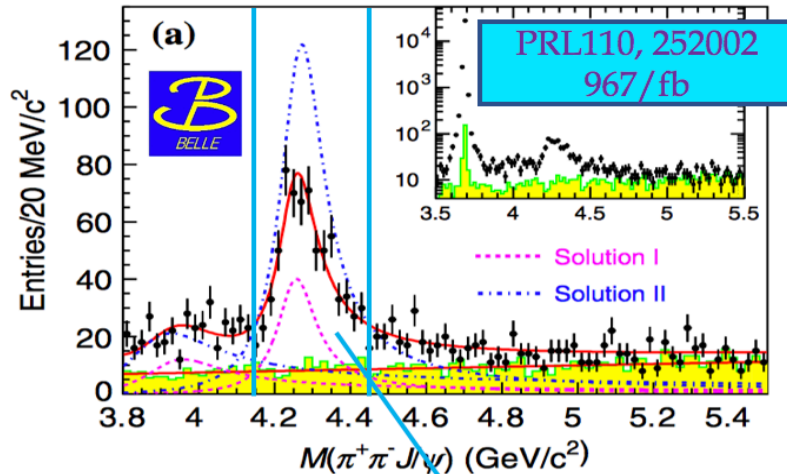 (a)
B
BELLE
PRL110, 252002
967/fb
Entries/20 MeV/c²
120
100
80
60
40
20
0
10⁴
10³
10²
10
3.5 4 4.5 5 5.5
Solution I
Solution II
3.8 4 4.2 4.4 4.6 4.8 5 5.2 5.4
M(π⁺π⁻J/ψ) (GeV/c²)